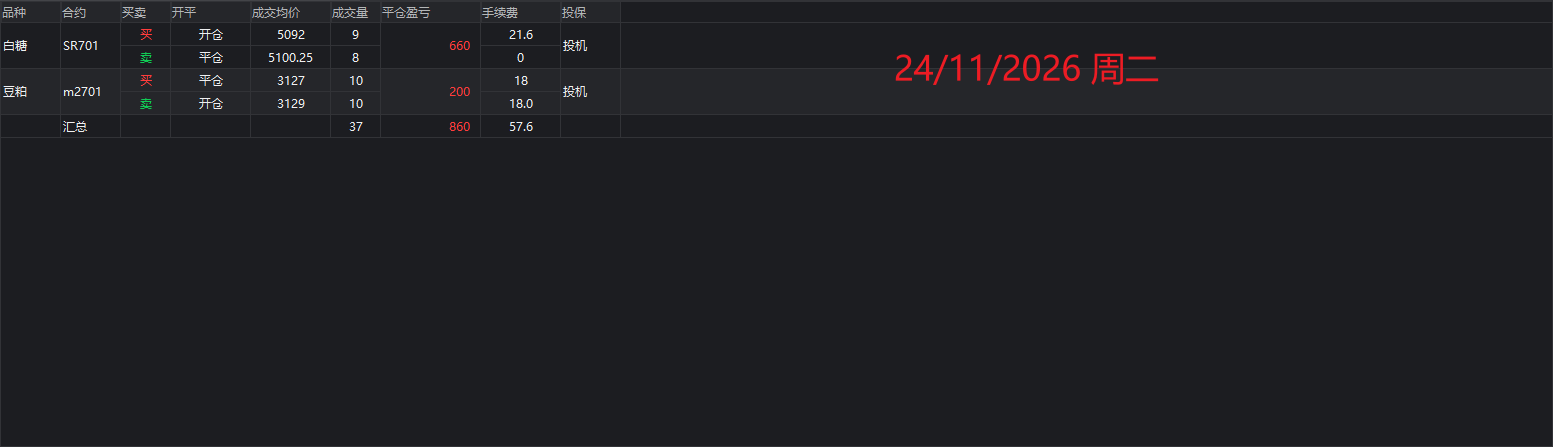 品种 合约 买卖 开平 成交均价 成交量 平仓盈亏 手续费 投保
白糖 SR701 买 开仓 5092 9 660 21.6 投机
卖 平仓 5100.25 8 0
24/11/2026 周二
豆粕 m2701 买 平仓 3127 10 200 18 投机
卖 开仓 3129 10 18.0
汇总 37 860 57.6